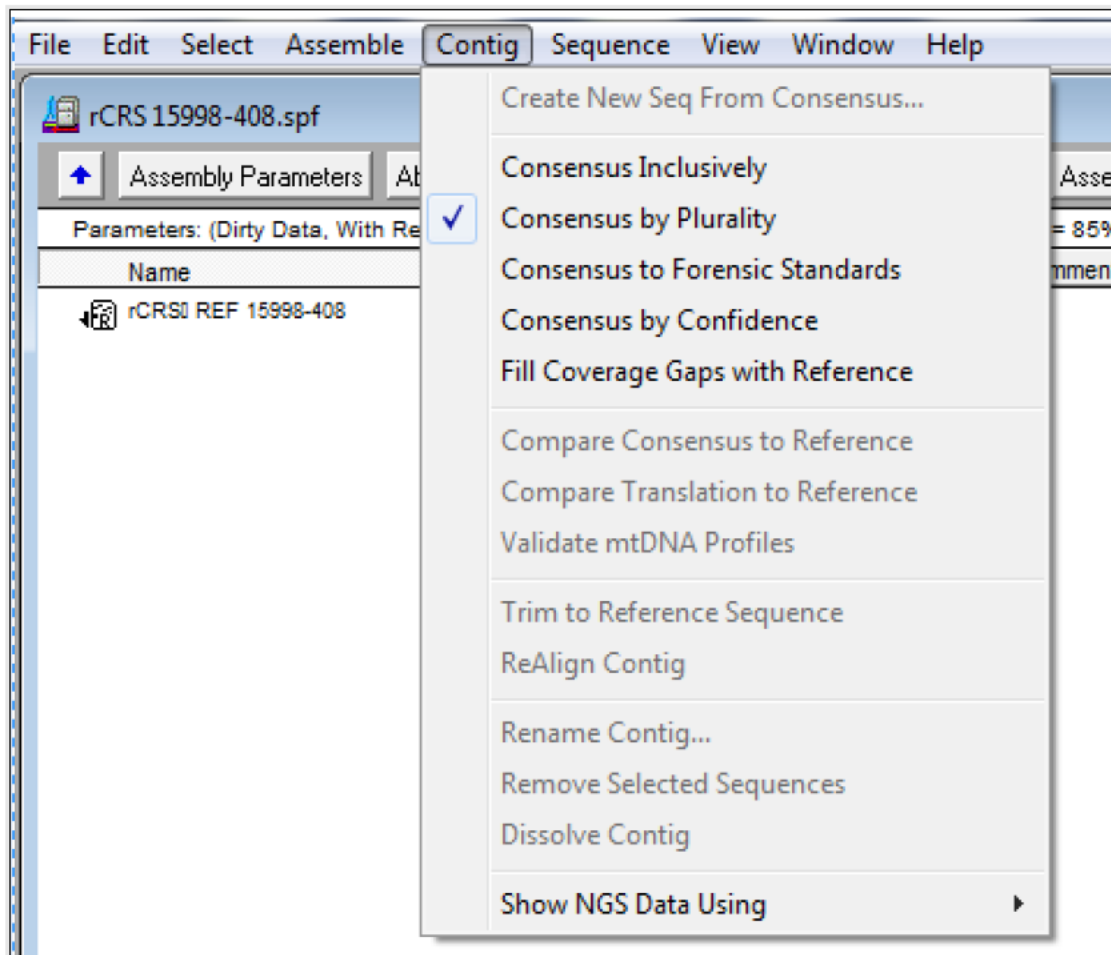 File Edit Select Assemble Contig Sequence View Window Help
rCRS 15998-408.spf
Assembly Parameters
Parameters: (Dirty Data, With
= 85%
Name
rCRS REF 15998-408
Create New Seq From Consensus...
Consensus Inclusively
Consensus by Plurality
Consensus to Forensic Standards
Consensus by Confidence
Fill Coverage Gaps with Reference
Compare Consensus to Reference
Compare Translation to Reference
Validate mtDNA Profiles
Trim to Reference Sequence
ReAlign Contig
Rename Contig...
Remove Selected Sequences
Dissolve Contig
Show NGS Data Using